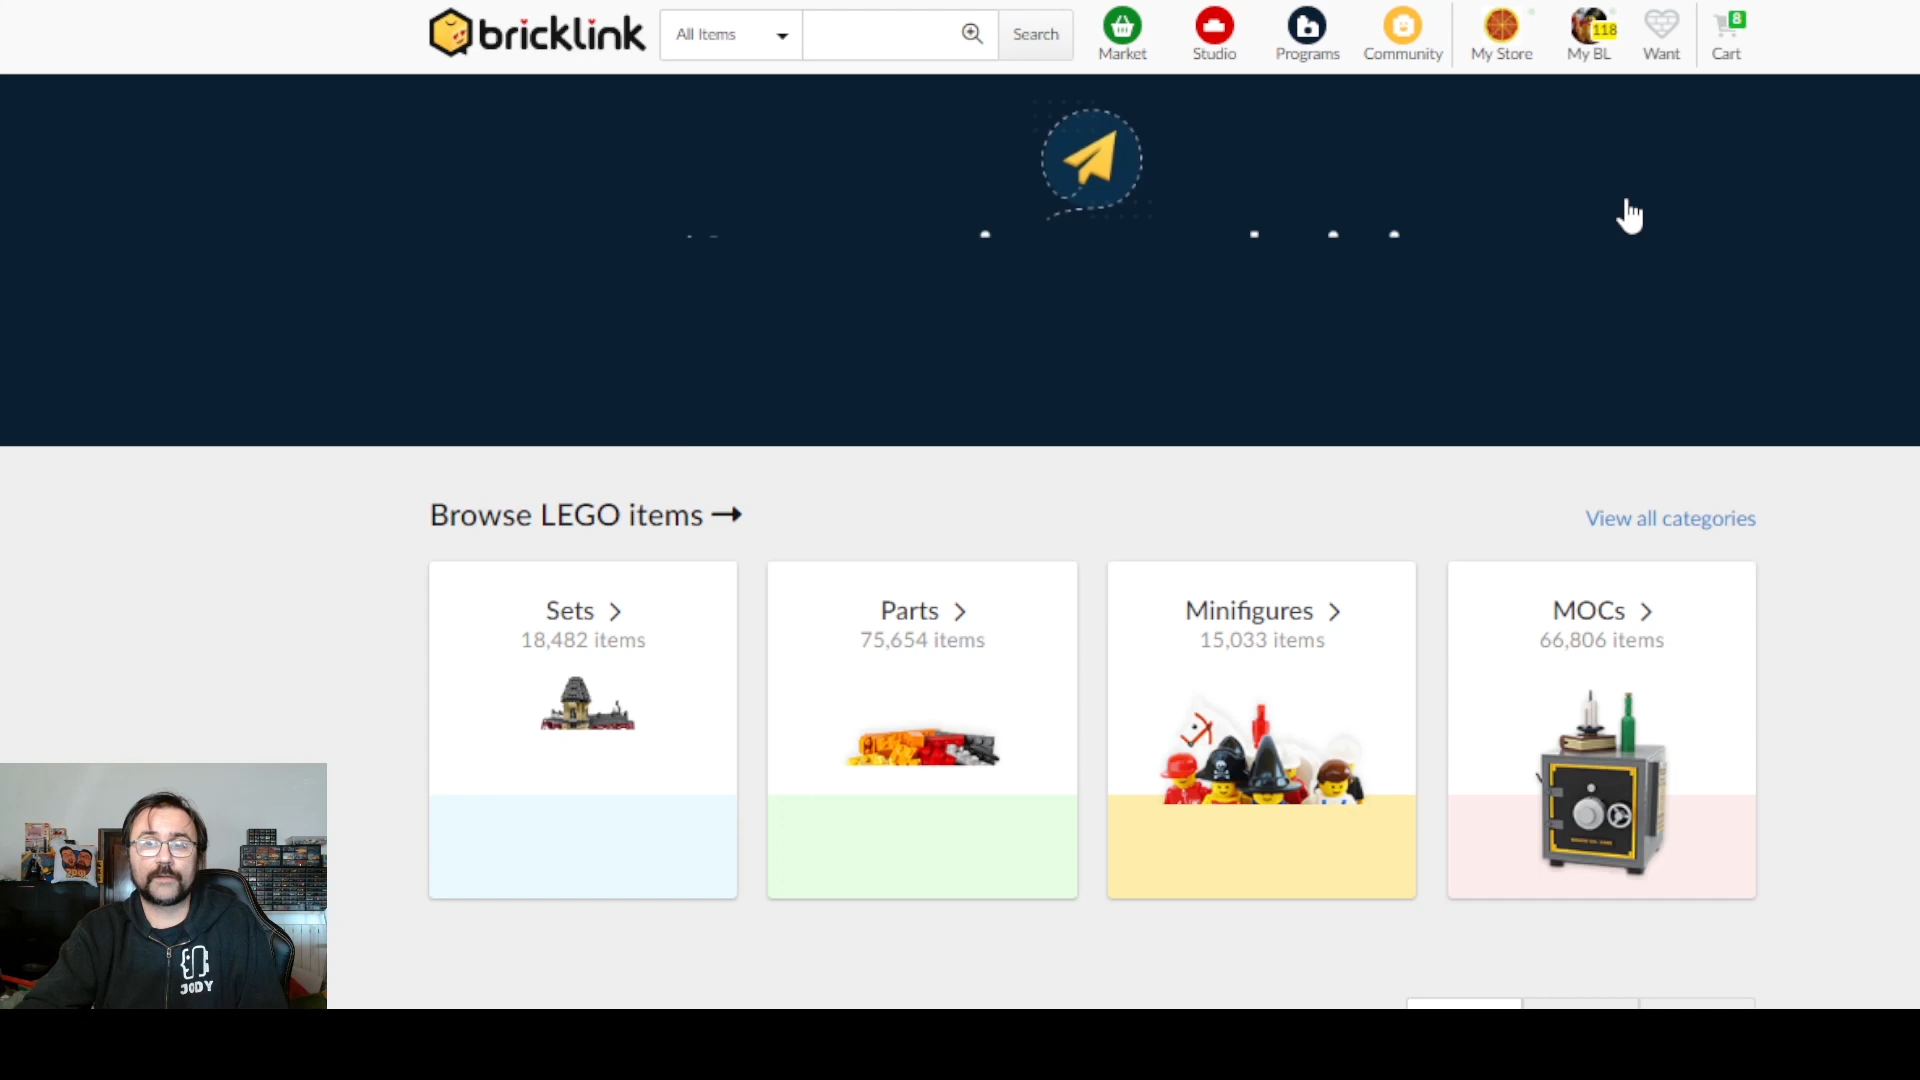 bricklink
All Items
Search
Market
Studio
Programs
Community
My Store
118
My BL
Want
8
Cart
Browse LEGO items
View all categories
Sets
18,482 items
Parts
75,654 items
Minifigures
15,033 items
MOCs
66,806 items
JODY